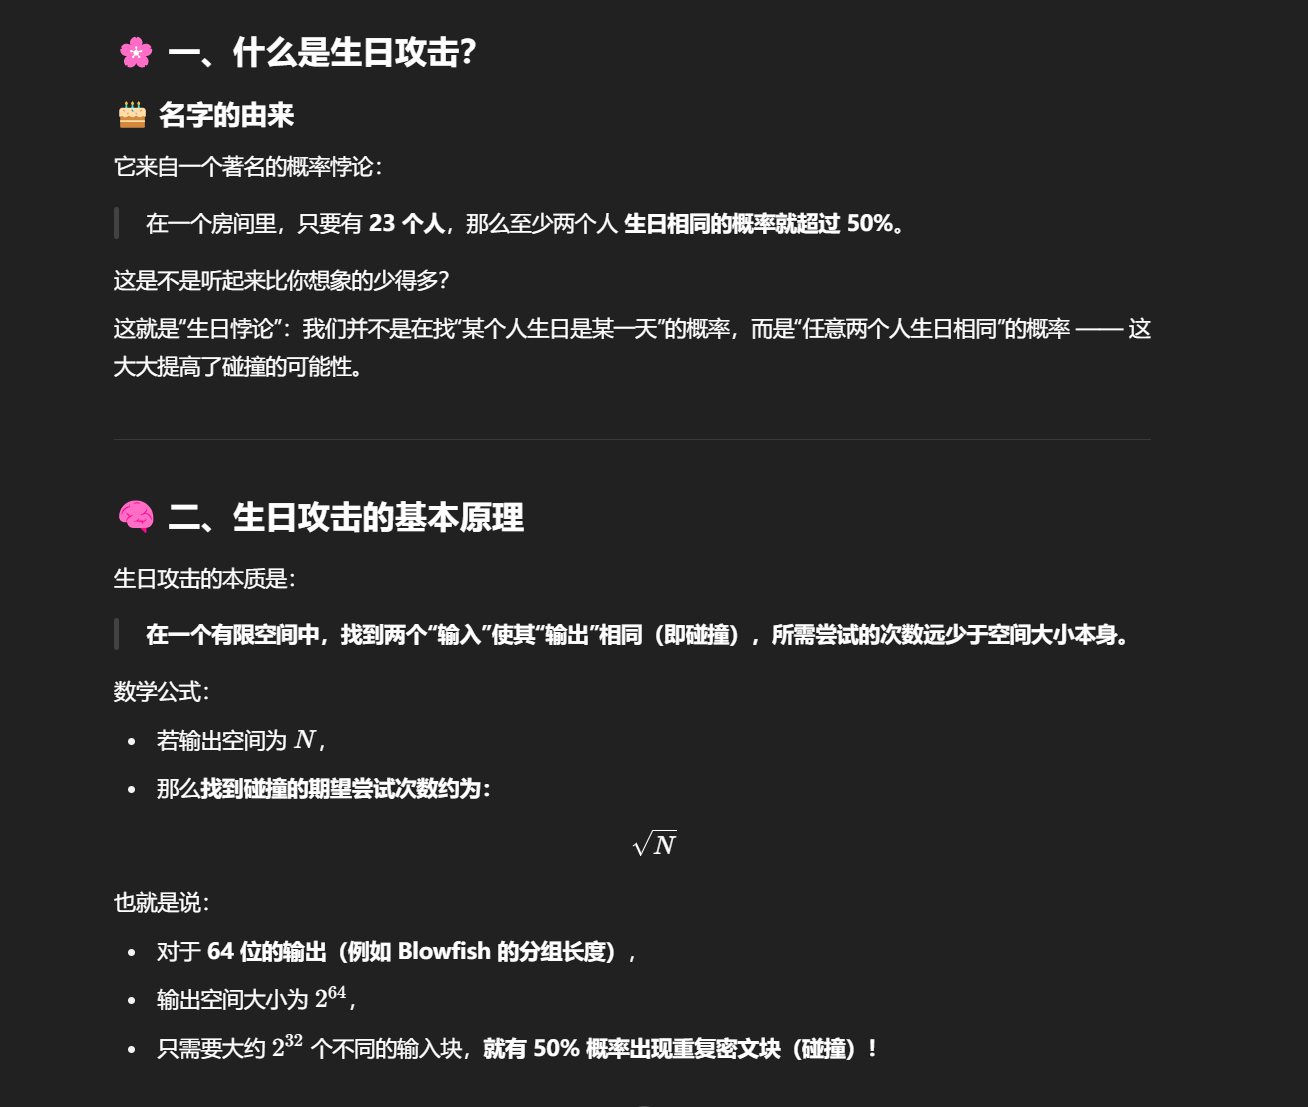 🌸 一、什么是生日攻击？
🎂 名字的由来
它来自一个著名的概率悖论：
在一个房间里，只要有 23 个人，那么至少两个人 生日相同的概率就超过 50%。
这是不是听起来比你想象的少得多？
这就是“生日悖论”：我们并不是在找“某个人生日是某一天”的概率，而是“任意两个人生日相同”的概率 —— 这
大大提高了碰撞的可能性。
🧠 二、生日攻击的基本原理
生日攻击的本质是：
在一个有限空间中，找到两个“输入”使其“输出”相同（即碰撞），所需尝试的次数远少于空间大小本身。
数学公式：
• 若输出空间为 N，
• 那么找到碰撞的期望尝试次数约为：
√N
也就是说：
• 对于 64 位的输出（例如 Blowfish 的分组长度），
• 输出空间大小为 2^64，
• 只需要大约 2^32 个不同的输入块，就有 50% 概率出现重复密文块（碰撞）！